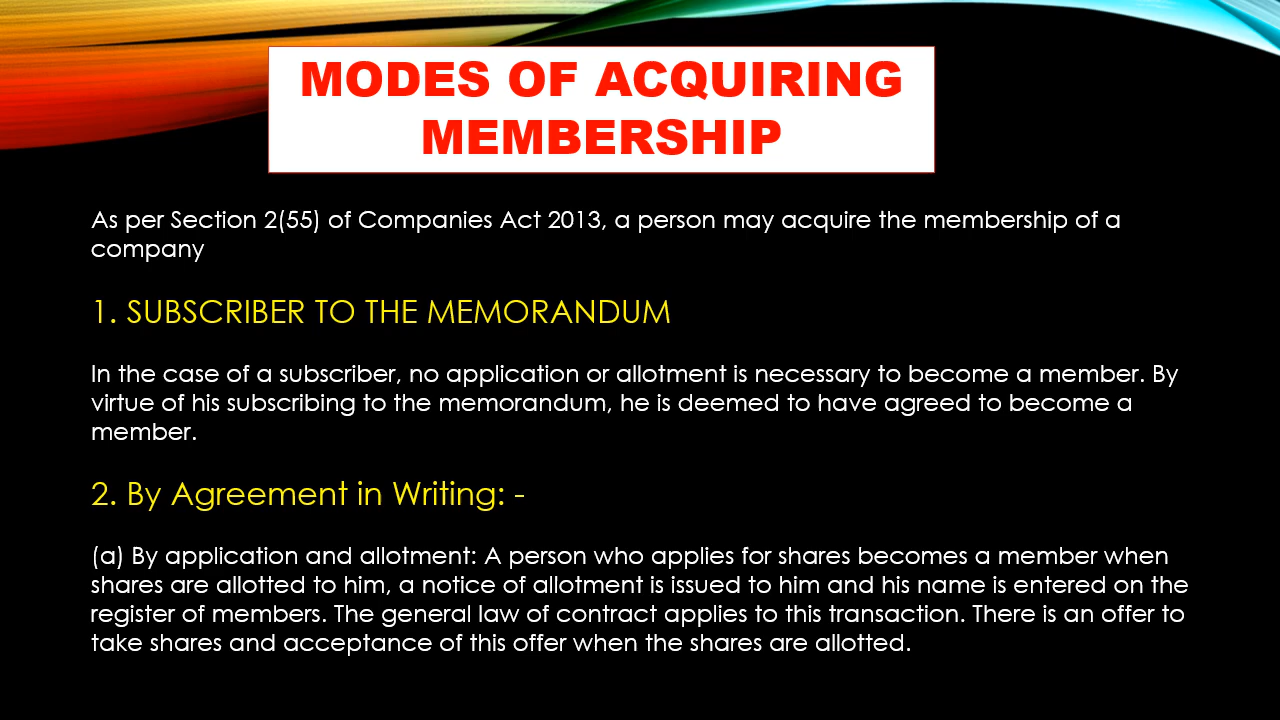 MODES OF ACQUIRING
MEMBERSHIP
As per Section 2(55) of Companies Act 2013, a person may acquire the membership of a
company
1. SUBSCRIBER TO THE MEMORANDUM
In the case of a subscriber, no application or allotment is necessary to become a member. By
virtue of his subscribing to the memorandum, he is deemed to have agreed to become a
member.
2. By Agreement in Writing: -
(a) By application and allotment: A person who applies for shares becomes a member when
shares are allotted to him, a notice of allotment is issued to him and his name is entered on the
register of members. The general law of contract applies to this transaction. There is an offer to
take shares and acceptance of this offer when the shares are allotted.